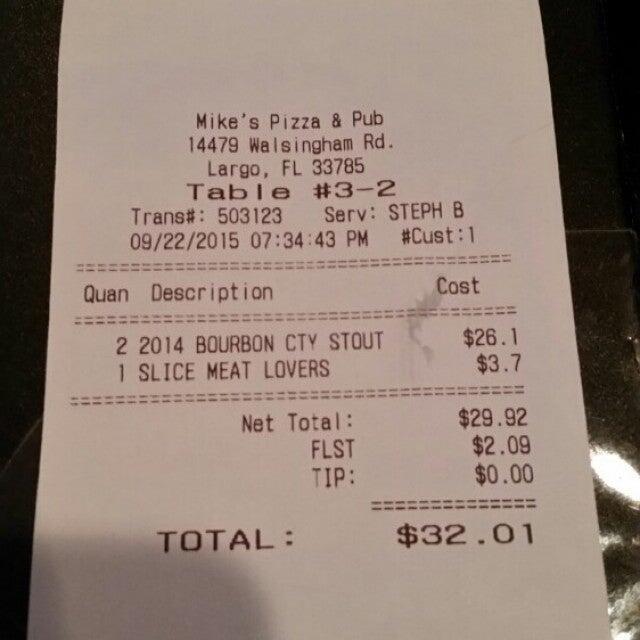 Mike's Pizza & Pub
14479 Walsingham Rd.
Largo, FL 33785
Table #3-2
Trans#: 503123 Serv: STEPH B
09/22/2015 07:34:43 PM #Cust:1
Quan Description Cost
2 2014 BOURBON CTY STOUT $26.1
1 SLICE MEAT LOVERS $3.7
Net Total: $29.92
FLST $2.09
TIP: $0.00
TOTAL: $32.01